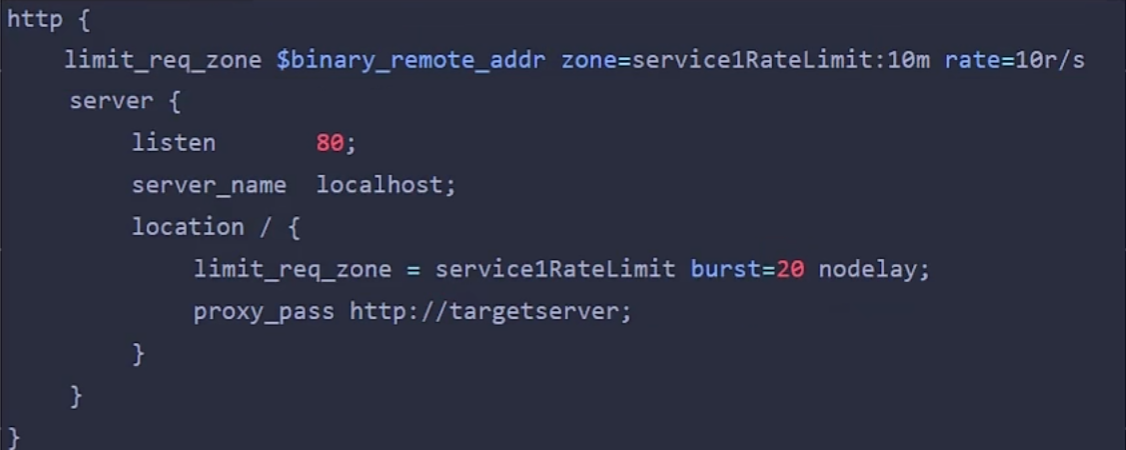 http {
limit_req_zone $binary_remote_addr zone=service1RateLimit:10m rate=10r/s
server {
listen 80;
server_name localhost;
location / {
limit_req_zone = service1RateLimit burst=20 nodelay;
proxy_pass http://targetserver;
}
}
}